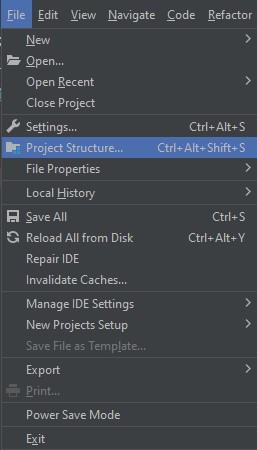 File Edit View Navigate Code Refactor
New
Open...
Open Recent
Close Project
Settings... Ctrl+Alt+S
Project Structure... Ctrl+Alt+Shift+S
File Properties
Local History
Save All Ctrl+S
Reload All from Disk Ctrl+Alt+Y
Repair IDE
Invalidate Caches...
Manage IDE Settings
New Projects Setup
Save File as Template...
Export
Print...
Power Save Mode
Exit